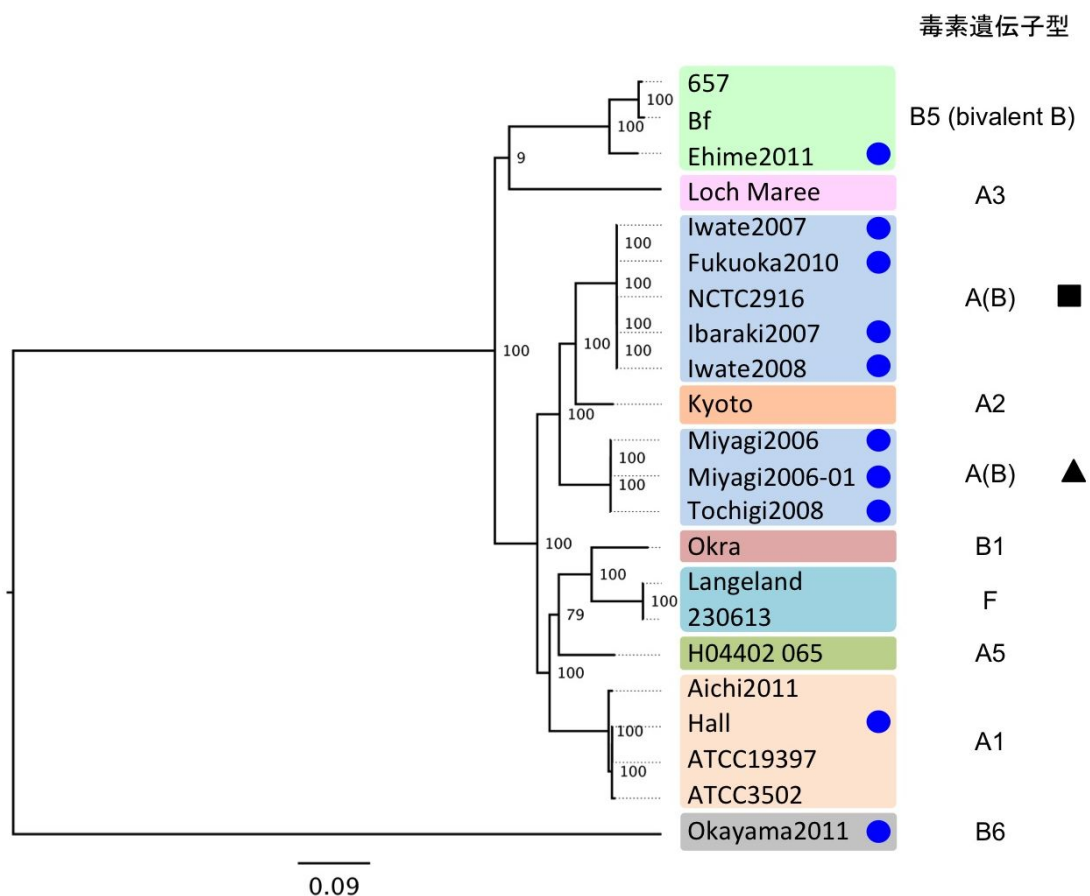 毒素遺伝子型
657
100
Bf
B5 (bivalent B)
100
Ehime2011
9
Loch Maree
A3
Iwate2007
100
Fukuoka2010
100
NCTC2916
A(B)
100
Ibaraki2007
100
100
100
Iwate2008
Kyoto
A2
100
Miyagi2006
100
Miyagi2006-01
A(B)
100
Tochigi2008
100
Okra
B1
100
Langeland
100
F
79
230613
H04402 065
A5
100
Aichi2011
Hall
100
A1
ATCC19397
100
ATCC3502
Okayama2011
B6
0.09